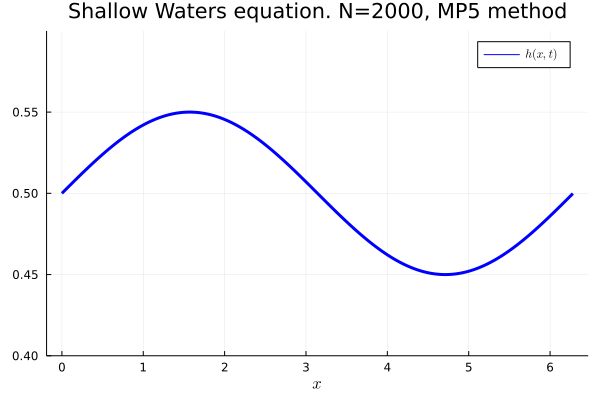 Shallow Waters equation. N=2000, MP5 method
h(x, t)
0.55
0.50
0.45
0.40
0 1 2 3 4 5 6
x